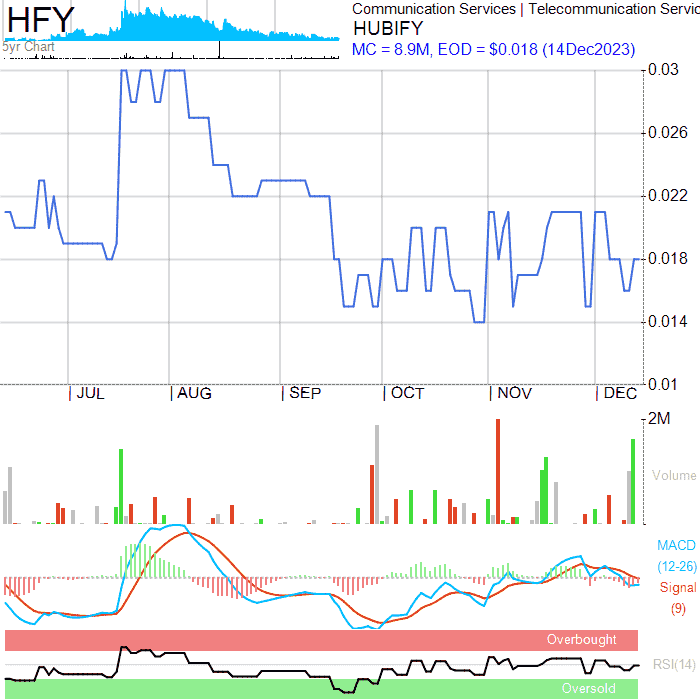 HFY
5yr Chart
Communication Services | Telecommunication Servic
HUBIFY
MC = 8.9M, EOD = $0.018 (14Dec2023)
0.03
0.026
0.022
0.018
0.014
0.01
JUL AUG SEP OCT NOV DEC
2M
Volume
MACD
(12-26)
Signal
(9)
Overbought
RSI(14)
Oversold